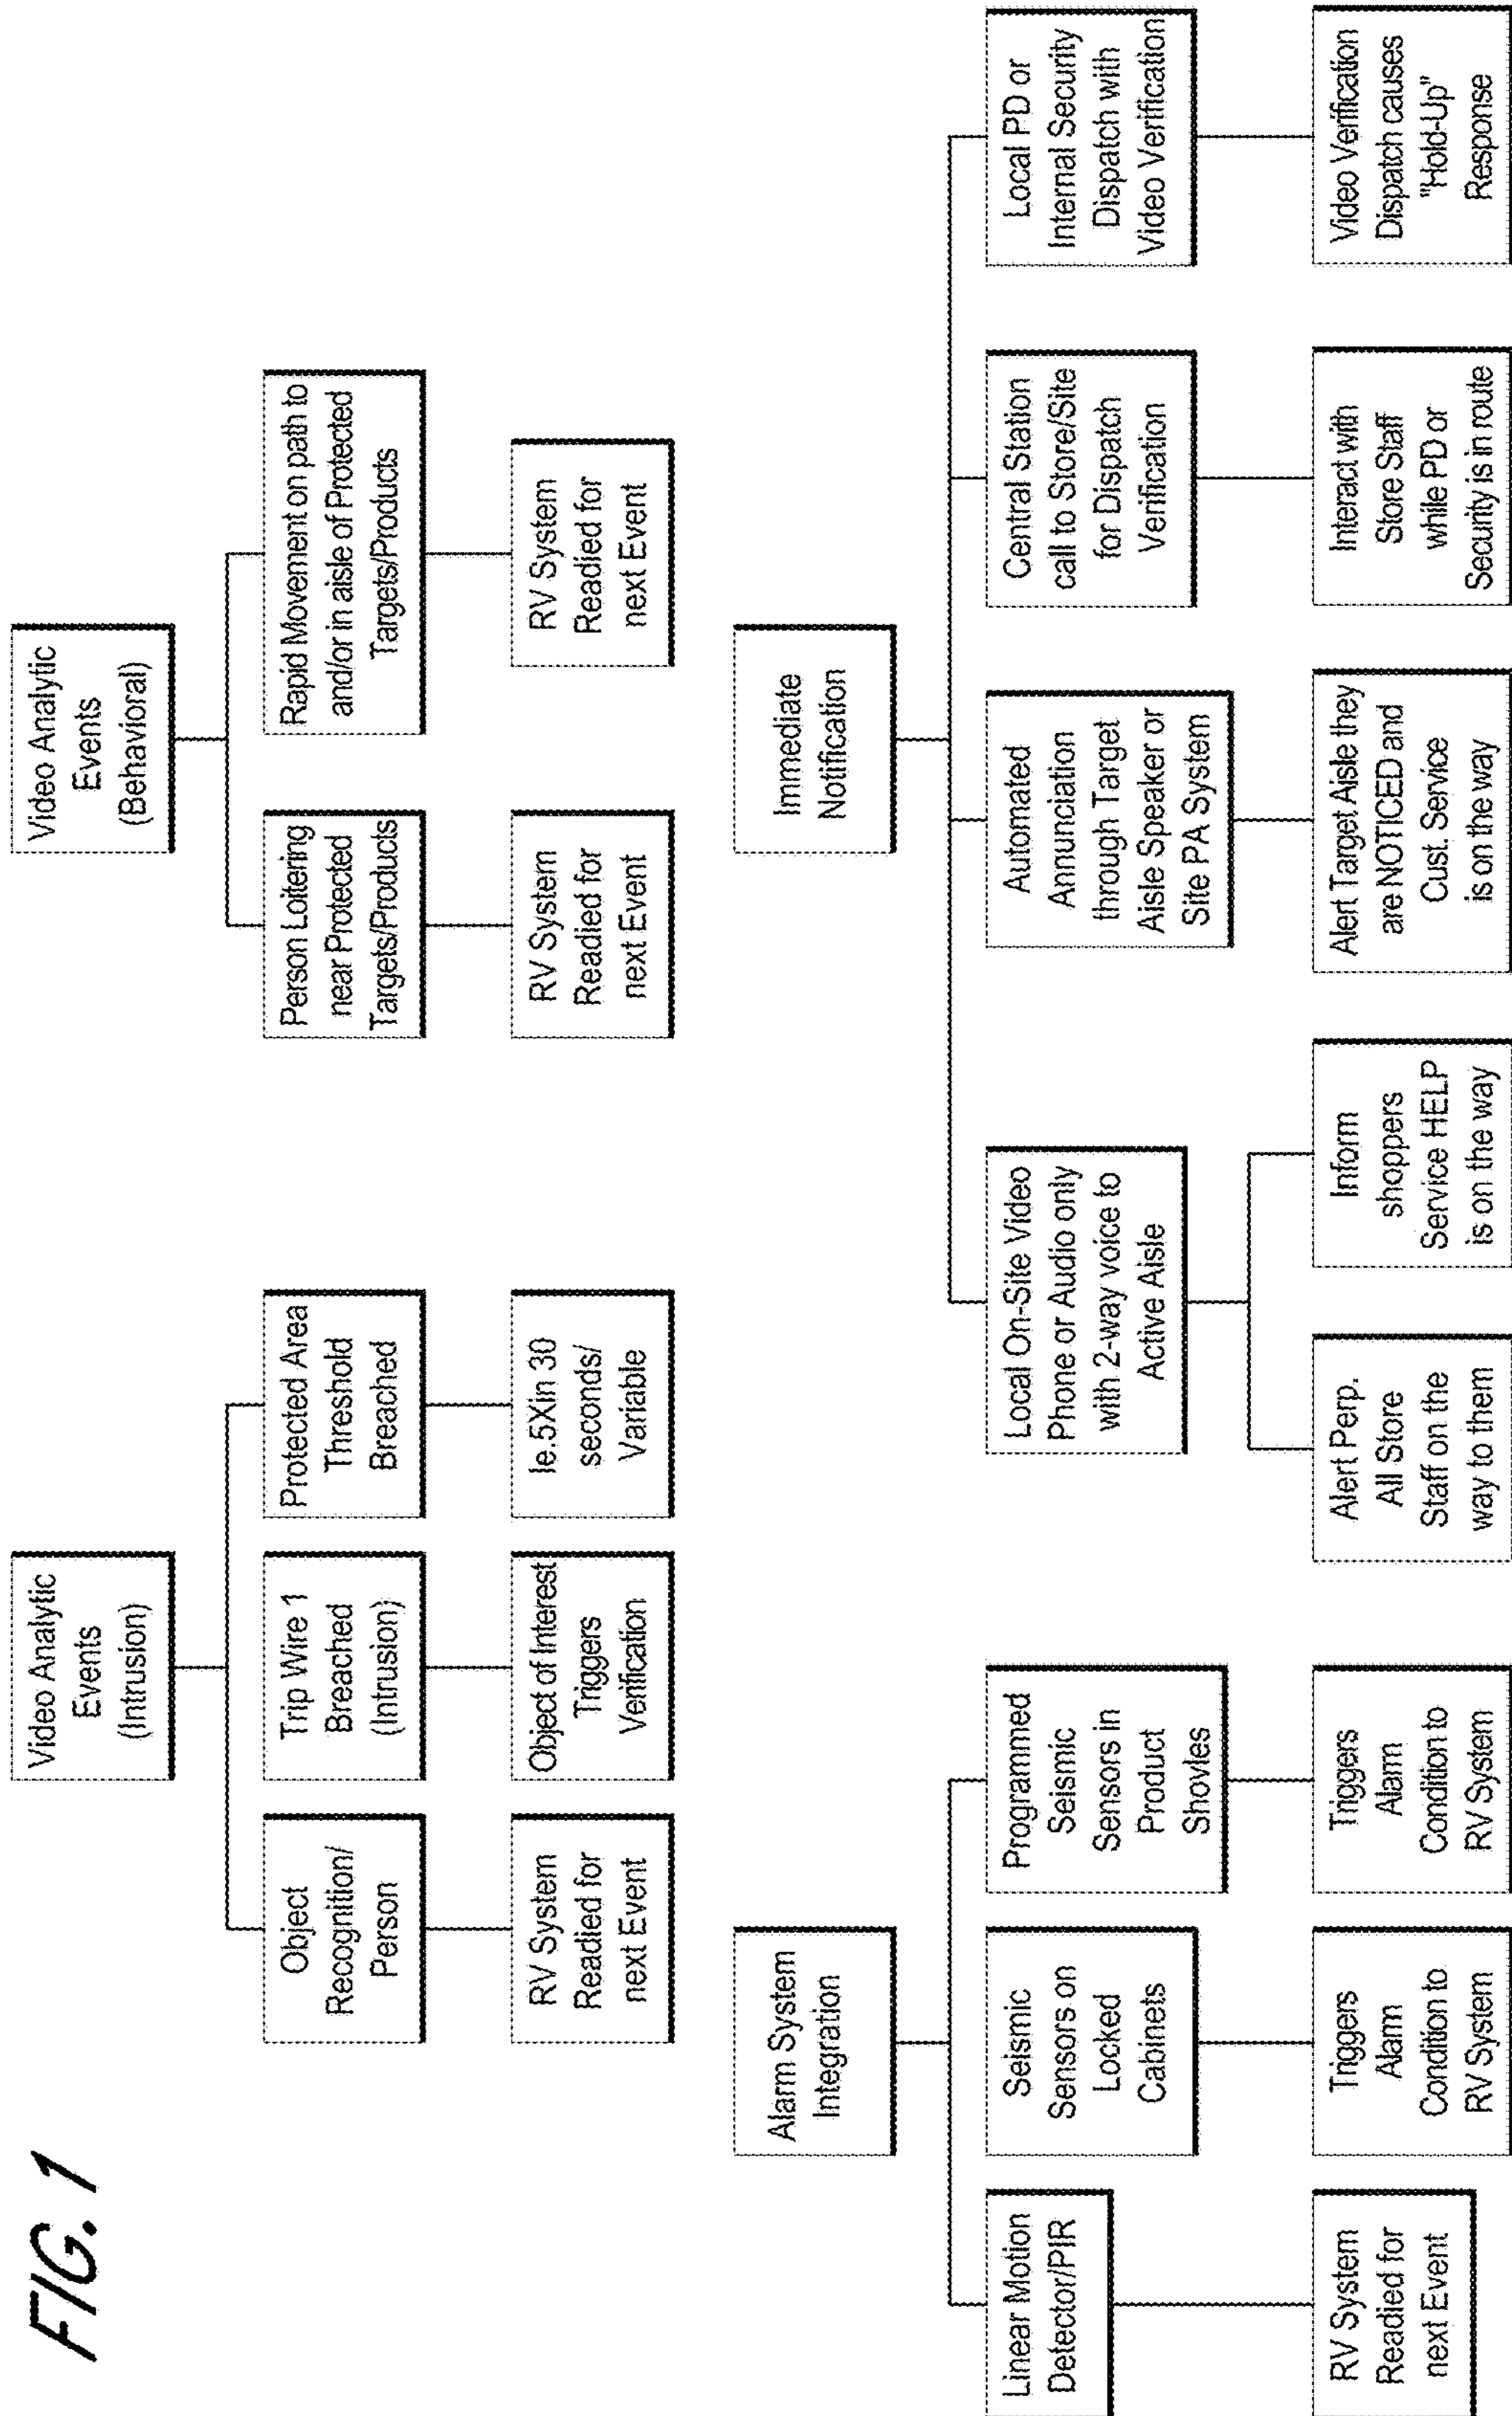 FIG. 1
Video Analytic
Events
(Intrusion)
Object
Recognition/
Person
RV System
Readied for
next Event
Trip Wire 1
Breached
(Intrusion)
Object of Interest
Triggers
Verification
Protected Area
Threshold
Breached
Ie.5Xin 30
seconds/
Variable
Video Analytic
Events
(Behavioral)
Person Loitering
near Protected
Targets/Products
RV System
Readied for
next Event
Rapid Movement on path to
and/or in aisle of Protected
Targets/Products
RV System
Readied for
next Event
Alarm System
Integration
Linear Motion
Detector/PIR
RV System
Readied for
next Event
Seismic
Sensors on
Locked
Cabinets
Triggers
Alarm
Condition to
RV System
Programmed
Seismic
Sensors in
Product
Shovles
Triggers
Alarm
Condition to
RV System
Immediate
Notification
Local On-Site Video
Phone or Audio only
with 2-way voice to
Active Aisle
Alert Perp.
All Store
Staff on the
way to them
Inform
shoppers
Service HELP
is on the way
Automated
Annunciation
through Target
Aisle Speaker or
Site PA System
Alert Target Aisle they
are NOTICED and
Cust. Service
is on the way
Central Station
call to Store/Site
for Dispatch
Verification
Interact with
Store Staff
while PD or
Security is in route
Local PD or
Internal Security
Dispatch with
Video Verification
Video Verification
Dispatch causes
"Hold-Up"
Response